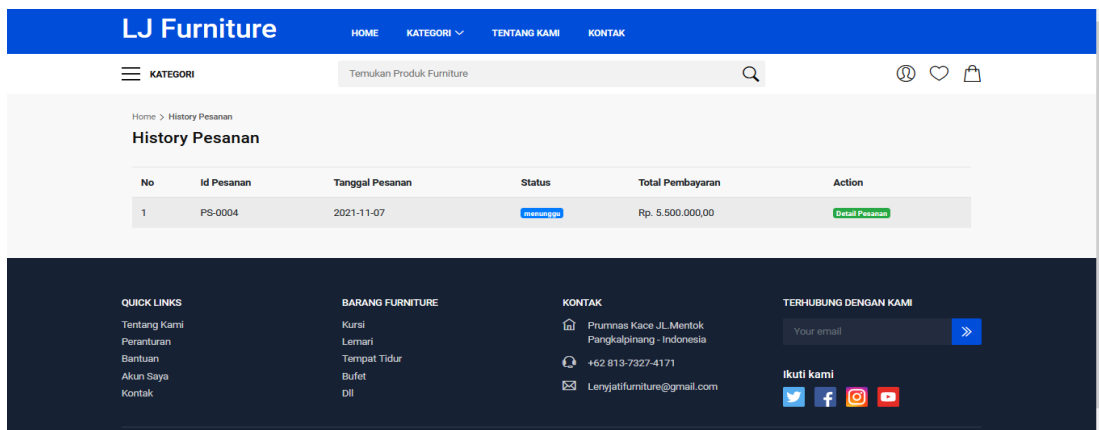 LJ Furniture
HOME KATEGORI TENTANG KAMI KONTAK
KATEGORI
Temukan Produk Furniture
Home > History Pesanan
History Pesanan
No Id Pesanan Tanggal Pesanan Status Total Pembayaran Action
1 PS-0004 2021-11-07 menunggu Rp. 5.500.000,00 Detail Pesanan
QUICK LINKS
Tentang Kami
Peranturan
Bantuan
Akun Saya
Kontak
BARANG FURNITURE
Kursi
Lemari
Tempat Tidur
Bufet
Dll
KONTAK
Prumnas Kace JL.Mentok
Pangkalpinang - Indonesia
+62 813-7327-4171
Lenyjatifurniture@gmail.com
TERHUBUNG DENGAN KAMI
Your email
Ikuti kami